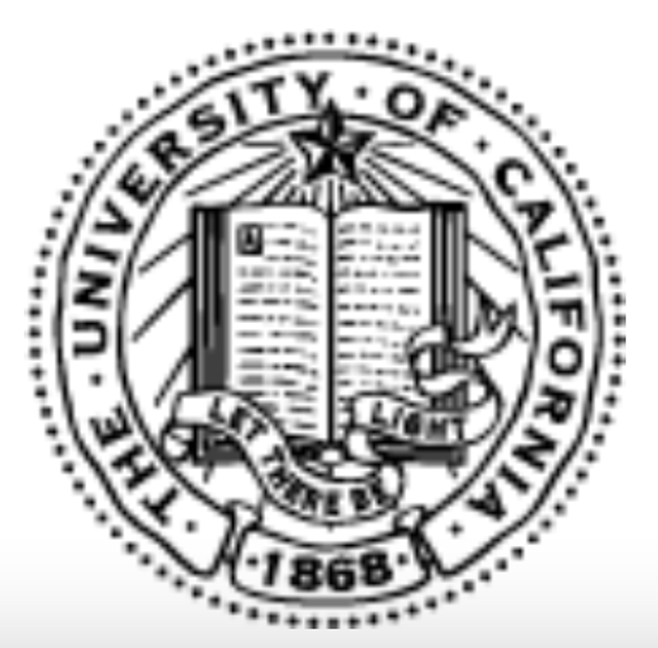 THE · UNIVERSITY · OF · CALIFORNIA
LET THERE BE LIGHT
·1868·